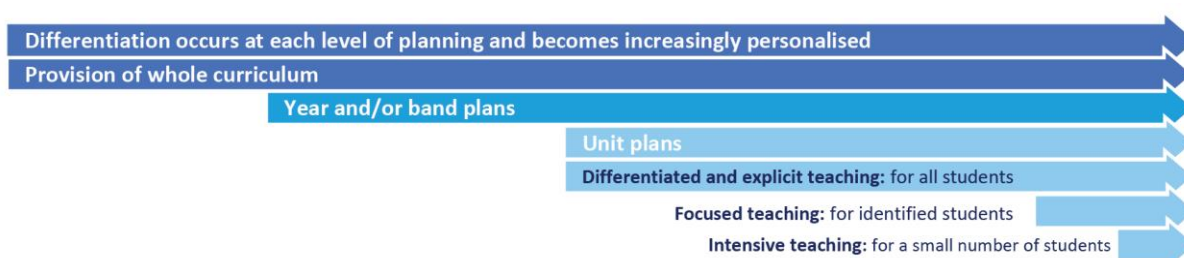 Differentiation occurs at each level of planning and becomes increasingly personalised
Provision of whole curriculum
Year and/or band plans
Unit plans
Differentiated and explicit teaching: for all students
Focused teaching: for identified students
Intensive teaching: for a small number of students